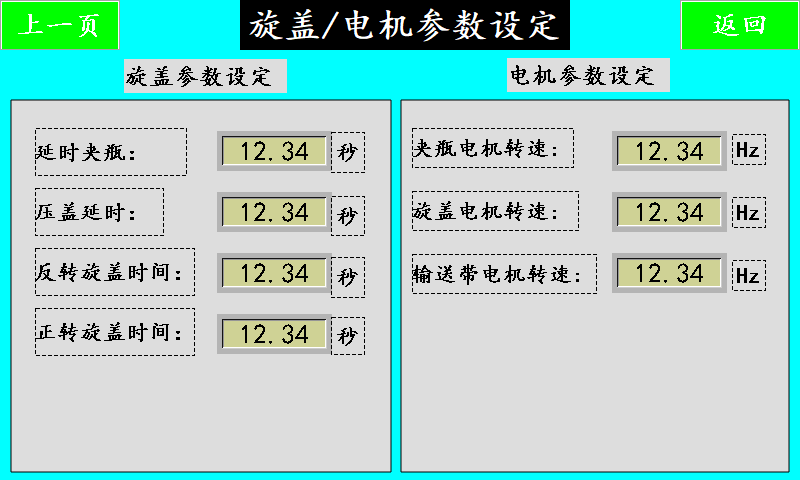 上一页
旋盖/电机参数设定
返回
旋盖参数设定
电机参数设定
延时夹瓶: 12.34 秒
压盖延时: 12.34 秒
反转旋盖时间: 12.34 秒
正转旋盖时间: 12.34 秒
夹瓶电机转速: 12.34 Hz
旋盖电机转速: 12.34 Hz
输送带电机转速: 12.34 Hz